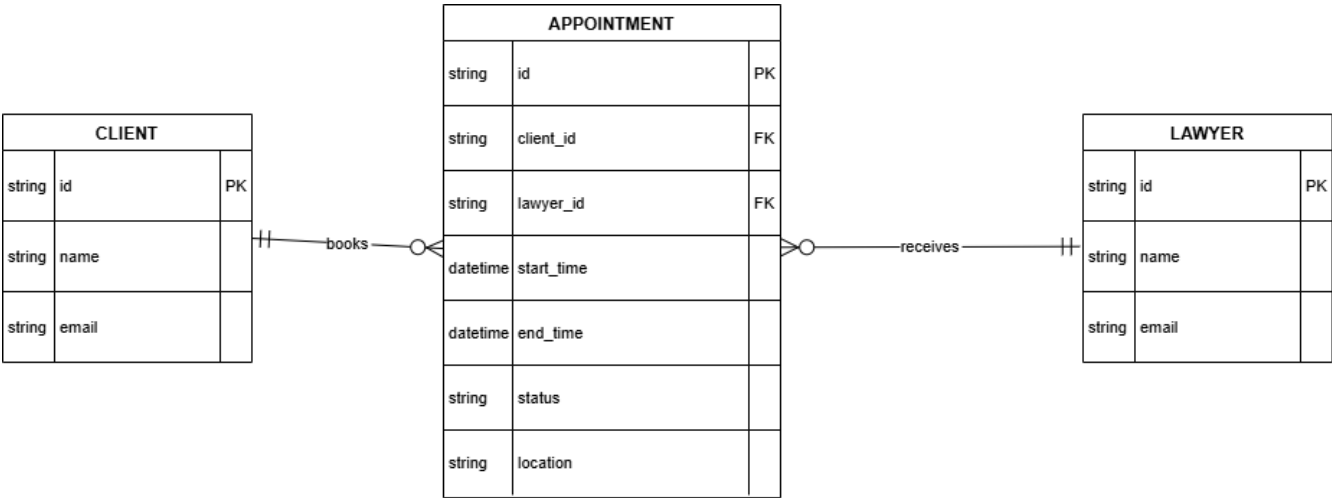 CLIENT
string id PK
string name
string email
books
APPOINTMENT
string id PK
string client_id FK
string lawyer_id FK
datetime start_time
datetime end_time
string status
string location
receives
LAWYER
string id PK
string name
string email